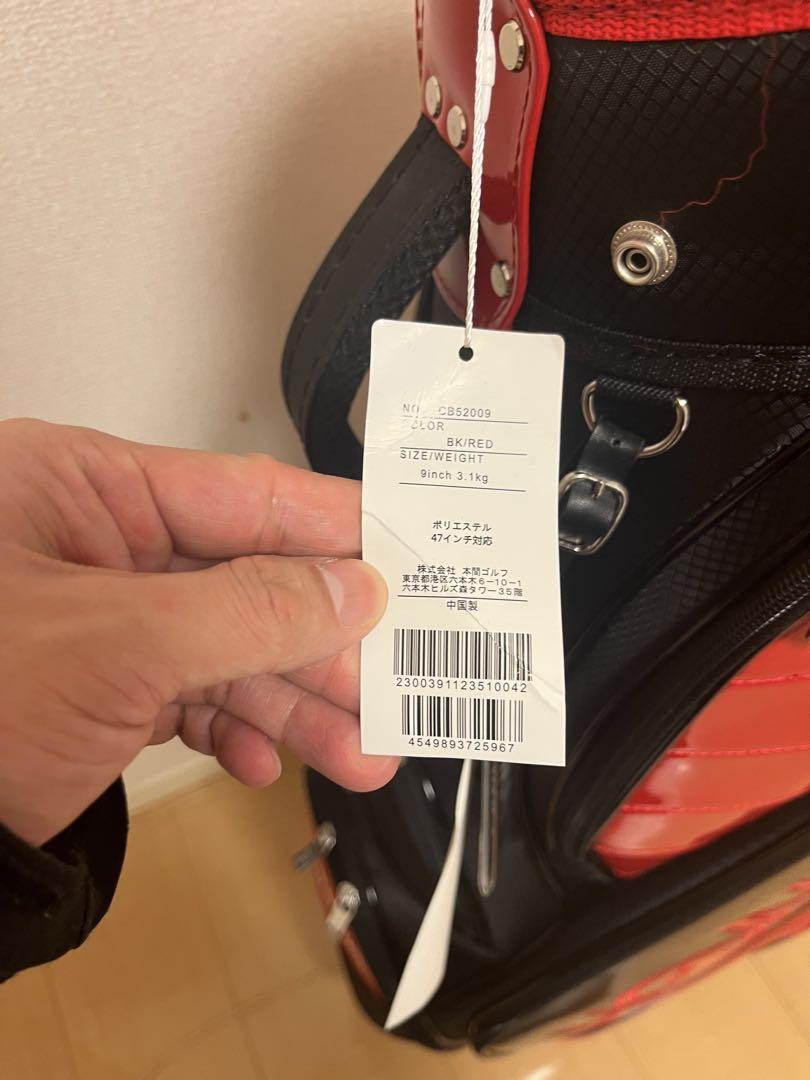 NO. CB52009
COLOR
BK/RED
SIZE/WEIGHT
9inch 3.1kg
ポリエステル
47インチ対応
株式会社 本間ゴルフ
東京都港区六本木6-10-1
六本木ヒルズ森タワー35階
中国製
2300391123510042
4549893725967